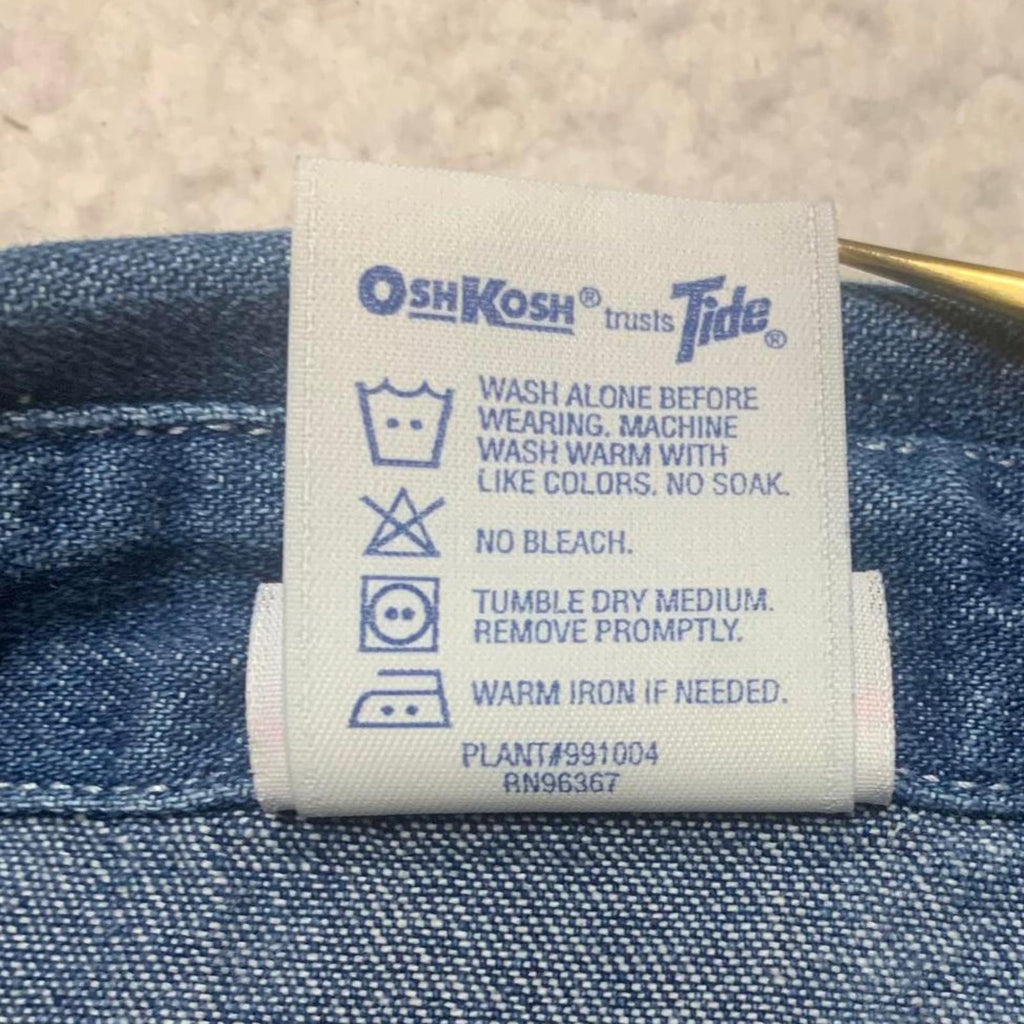 OSHKOSH® trusts Tide®
WASH ALONE BEFORE
WEARING. MACHINE
WASH WARM WITH
LIKE COLORS. NO SOAK.
NO BLEACH.
TUMBLE DRY MEDIUM.
REMOVE PROMPTLY.
WARM IRON IF NEEDED.
PLANT#991004
RN96367